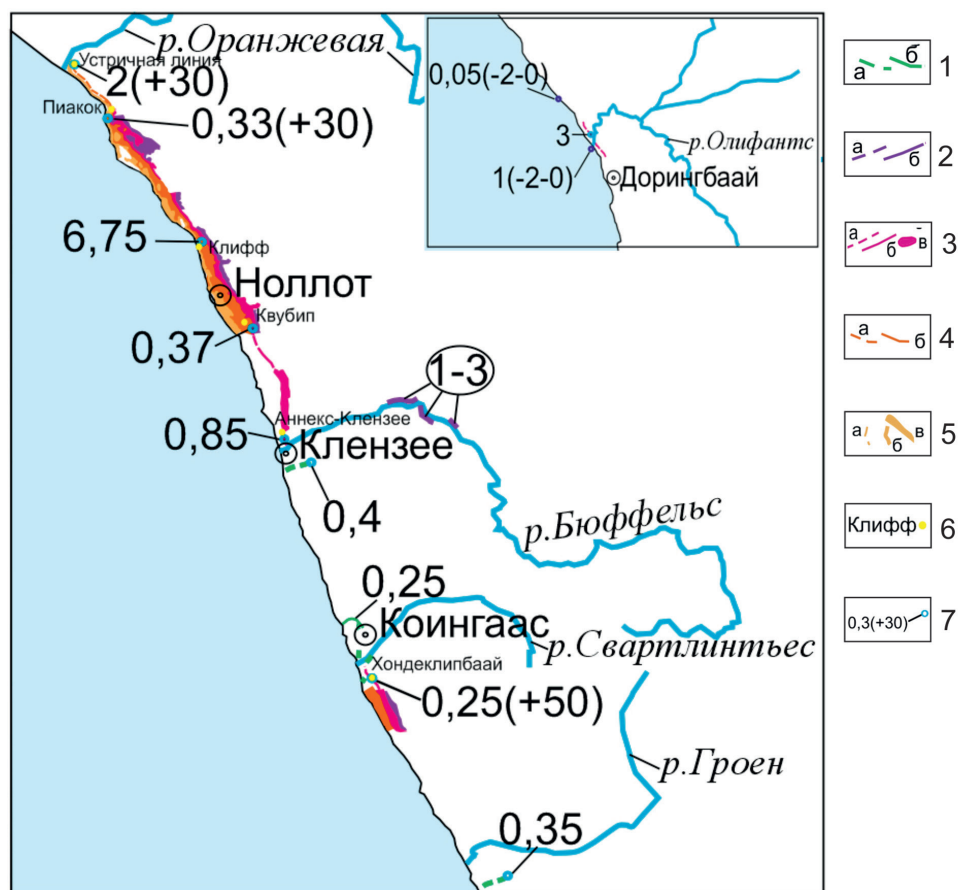 р.Оранжевая
Устричная линия
2(+30)
Пиакок
0,33(+30)
6,75
Клифф
Ноллот
Квубип
0,37
1-3
Аннекс-Клензее
0,85
Клензее
0,4
р.Бюффельс
0,25
Коингаас
р.Свартлинтьес
Хондеклипбаай
0,25(+50)
р.Гроен
0,35
0,05(-2-0)
3
р.Олифантс
1(-2-0)
Дорингбаай
а б 1
а б 2
а б в 3
а б 4
а б в 5
Клифф 6
0,3(+30) 7